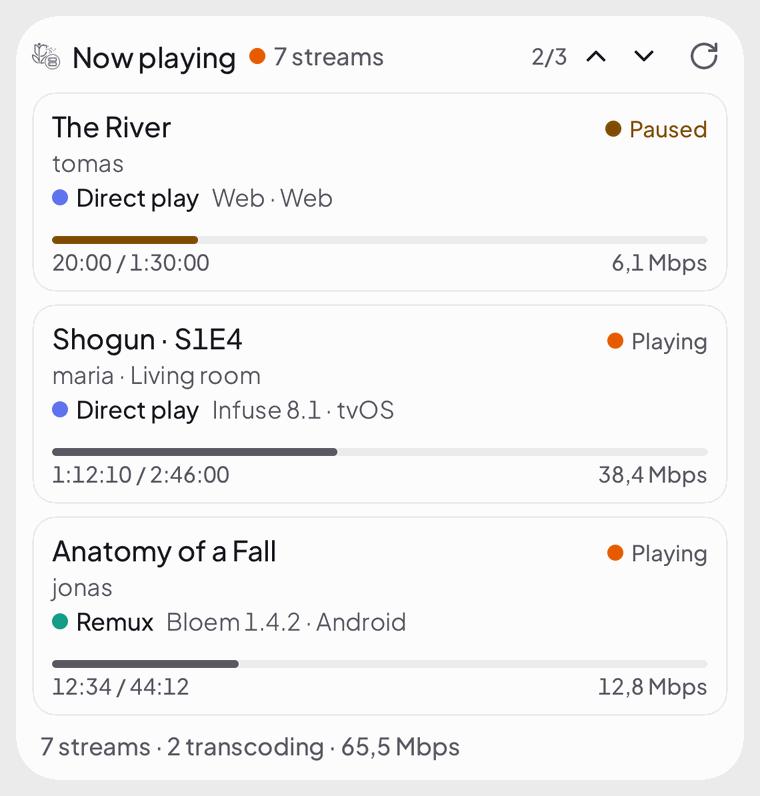 Now playing 7 streams 2/3
The River Paused
tomas
Direct play Web · Web
20:00 / 1:30:00 6,1 Mbps
Shogun · S1E4 Playing
maria · Living room
Direct play Infuse 8.1 · tvOS
1:12:10 / 2:46:00 38,4 Mbps
Anatomy of a Fall Playing
jonas
Remux Bloem 1.4.2 · Android
12:34 / 44:12 12,8 Mbps
7 streams · 2 transcoding · 65,5 Mbps